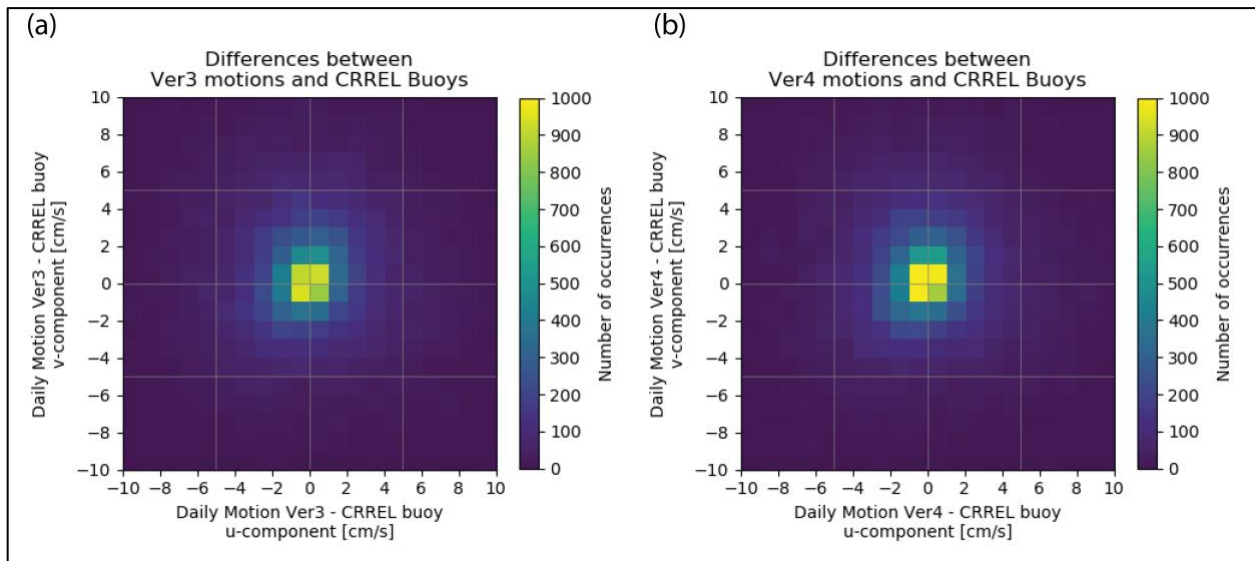 (a)
Differences between
Ver3 motions and CRREL Buoys
10
8
6
4
2
0
−2
−4
−6
−8
−10
Daily Motion Ver3 - CRREL buoy
v-component [cm/s]
−10 −8 −6 −4 −2 0 2 4 6 8 10
Daily Motion Ver3 - CRREL buoy
u-component [cm/s]
1000
900
800
700
600
500
400
300
200
100
0
Number of occurrences
(b)
Differences between
Ver4 motions and CRREL Buoys
10
8
6
4
2
0
−2
−4
−6
−8
−10
Daily Motion Ver4 - CRREL buoy
v-component [cm/s]
−10 −8 −6 −4 −2 0 2 4 6 8 10
Daily Motion Ver4 - CRREL buoy
u-component [cm/s]
1000
900
800
700
600
500
400
300
200
100
0
Number of occurrences